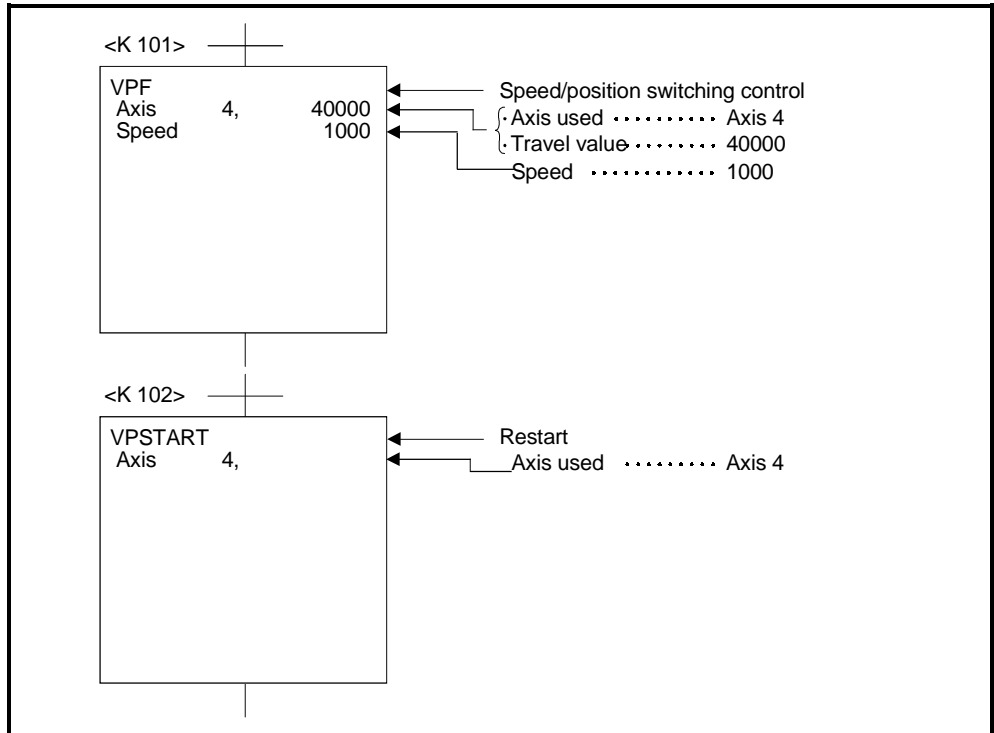 <K 101>
VPF
Axis 4, 40000
Speed 1000
Speed/position switching control
· Axis used ·········· Axis 4
· Travel value ········ 40000
Speed ············ 1000
<K 102>
VPSTART
Axis 4,
Restart
Axis used ········· Axis 4